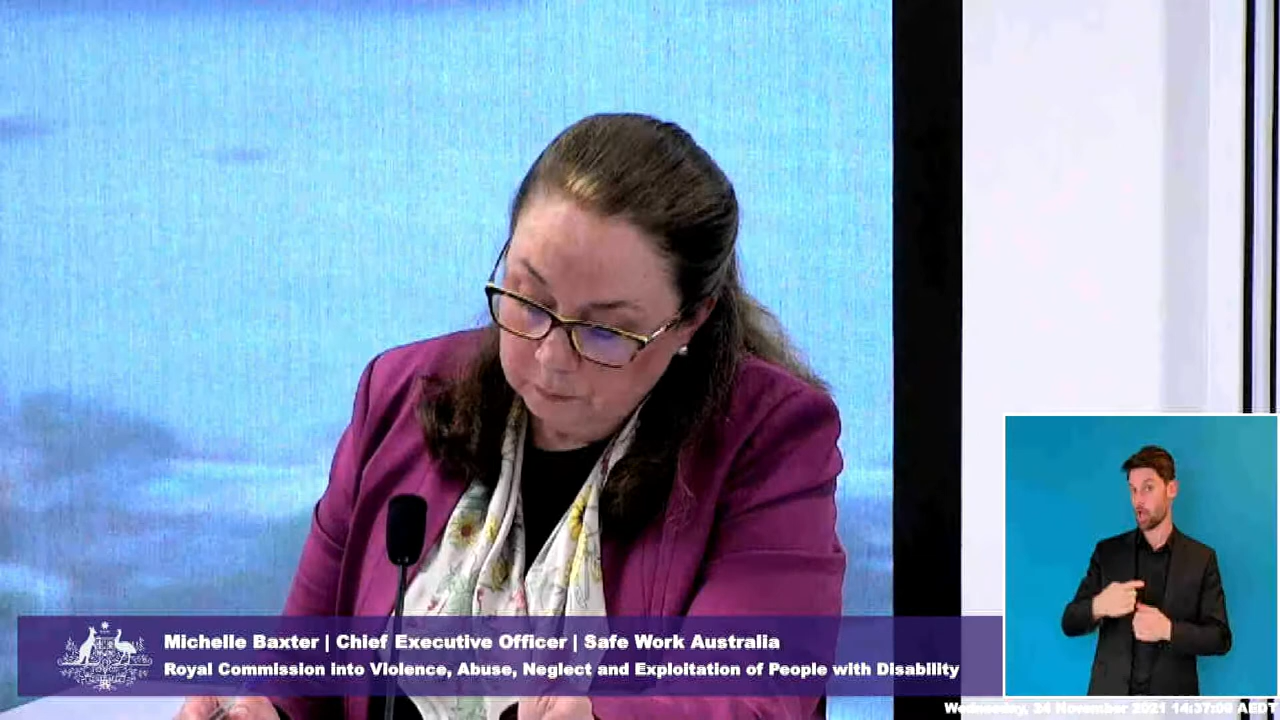 Michelle Baxter | Chief Executive Officer | Safe Work Australia
Royal Commission into Violence, Abuse, Neglect and Exploitation of People with Disability
Wednesday, 24 November 2021 14:37:09 AEDT